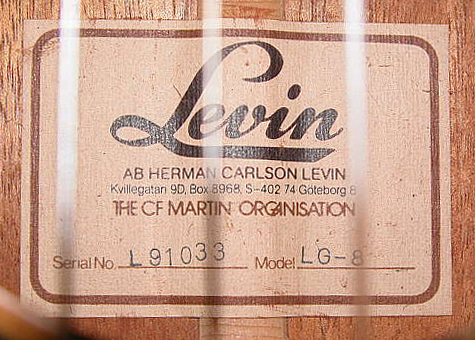 Levin
AB HERMAN CARLSON LEVIN
Kvillegatan 9D, Box 8968, S-402 74 Göteborg 8
THE CF MARTIN ORGANISATION
Serial No. L91033 Model LG-8